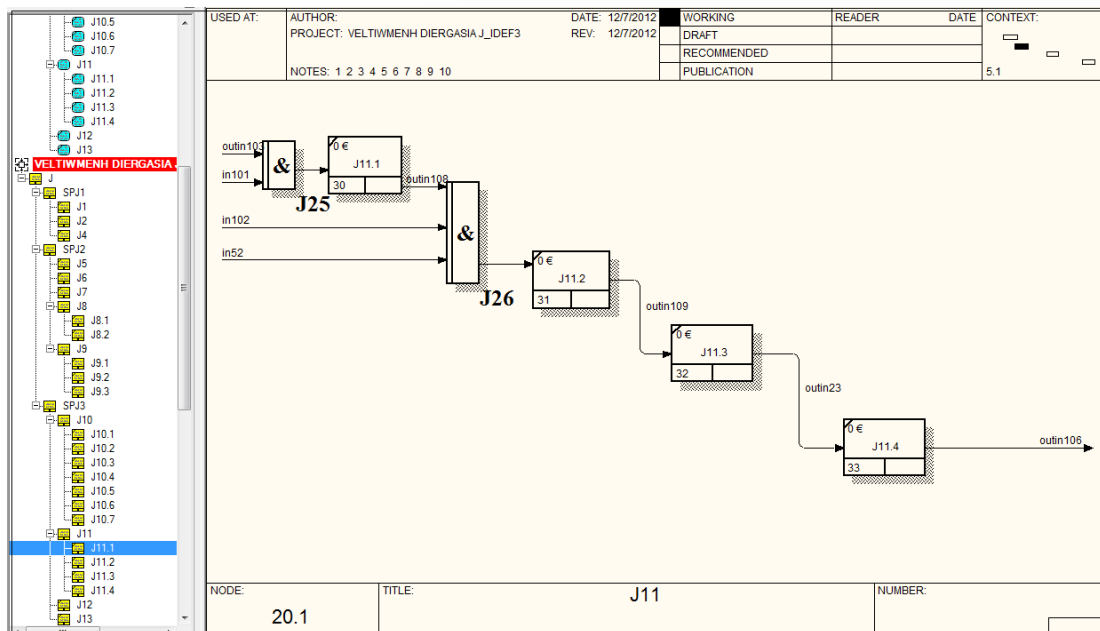 J10.5
J10.6
J10.7
J11
J11.1
J11.2
J11.3
J11.4
J12
J13
VELTIWMENH DIERGASIA
J
SPJ1
J1
J2
J4
SPJ2
J5
J6
J7
J8
J8.1
J8.2
J9
J9.1
J9.2
J9.3
SPJ3
J10
J10.1
J10.2
J10.3
J10.4
J10.5
J10.6
J10.7
J11
J11.1
J11.2
J11.3
J11.4
J12
J13
USED AT:
AUTHOR:
DATE: 12/7/2012
PROJECT: VELTIWMENH DIERGASIA J_IDEF3
REV: 12/7/2012
NOTES: 1 2 3 4 5 6 7 8 9 10
WORKING
DRAFT
RECOMMENDED
PUBLICATION
READER
DATE
CONTEXT:
5.1
outin103
in101
&
J25
0 €
J11.1
30
outin108
in102
in52
&
J26
0 €
J11.2
31
outin109
0 €
J11.3
32
outin23
0 €
J11.4
33
outin106
NODE:
20.1
TITLE:
J11
NUMBER: